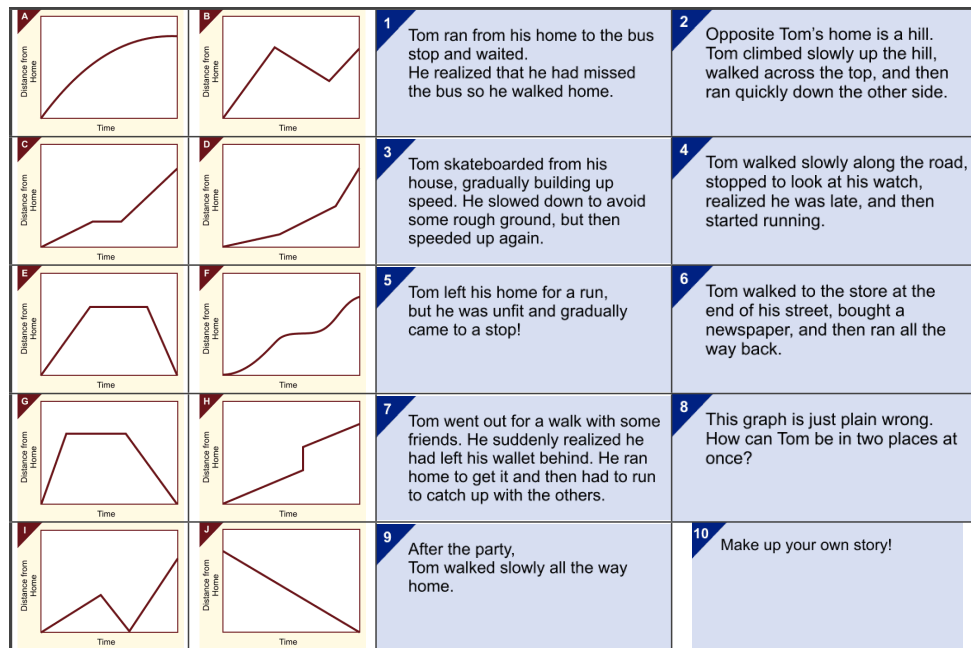 A
Distance from
Home
Time
B
Distance from
Home
Time
1
Tom ran from his home to the bus
stop and waited.
He realized that he had missed
the bus so he walked home.
2
Opposite Tom's home is a hill.
Tom climbed slowly up the hill,
walked across the top, and then
ran quickly down the other side.
C
Distance from
Home
Time
D
Distance from
Home
Time
3
Tom skateboarded from his
house, gradually building up
speed. He slowed down to avoid
some rough ground, but then
speeded up again.
4
Tom walked slowly along the road,
stopped to look at his watch,
realized he was late, and then
started running.
E
Distance from
Home
Time
F
Distance from
Home
Time
5
Tom left his home for a run,
but he was unfit and gradually
came to a stop!
6
Tom walked to the store at the
end of his street, bought a
newspaper, and then ran all the
way back.
G
Distance from
Home
Time
H
Distance from
Home
Time
7
Tom went out for a walk with some
friends. He suddenly realized he
had left his wallet behind. He ran
home to get it and then had to run
to catch up with the others.
8
This graph is just plain wrong.
How can Tom be in two places at
once?
I
Distance from
Home
Time
J
Distance from
Home
Time
9
After the party,
Tom walked slowly all the way
home.
10
Make up your own story!